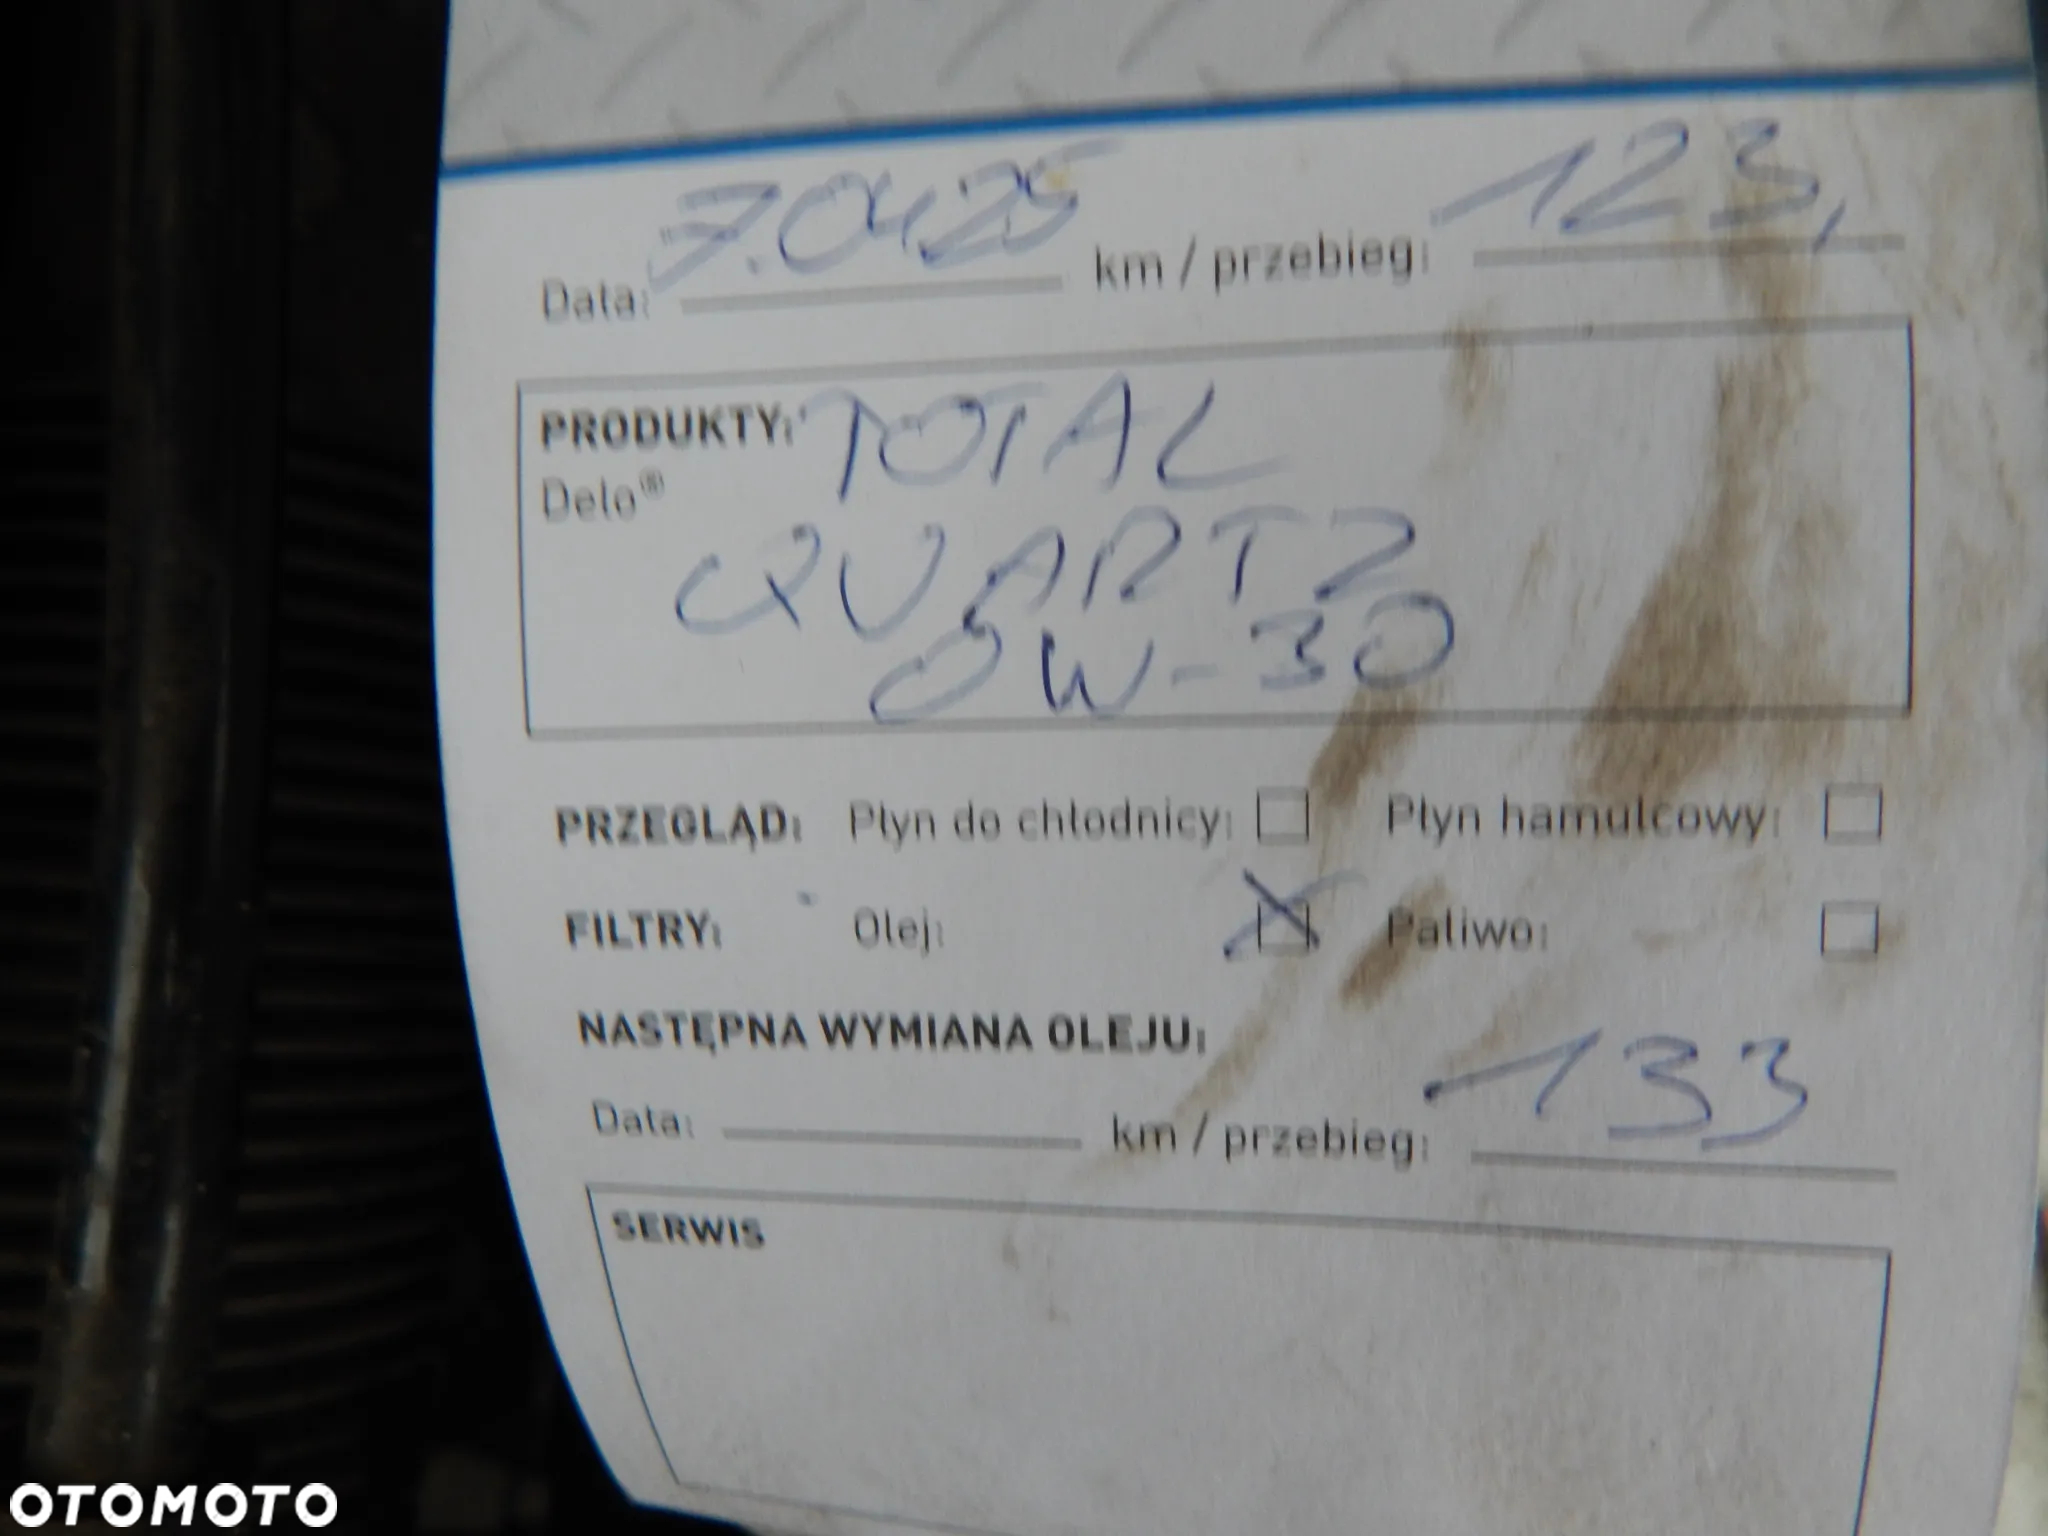 Data: 7.04.25 km / przebieg: 123,
PRODUKTY: TOTAL
Delo®
QUARTZ
0W-30
PRZEGLĄD: Płyn do chłodnicy: Płyn hamulcowy:
FILTRY: Olej: X Paliwo:
NASTĘPNA WYMIANA OLEJU:
Data: km / przebieg: 133
SERWIS
OTOMOTO